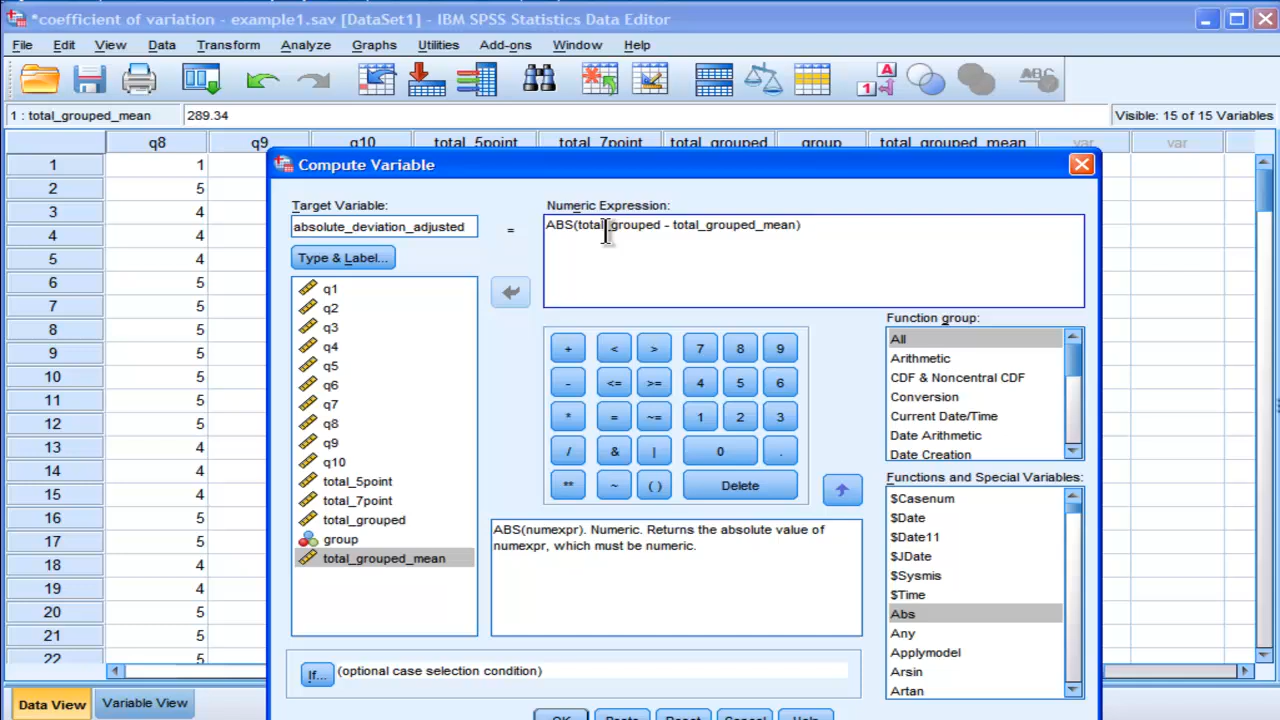 *coefficient of variation - example1.sav [DataSet1] - IBM SPSS Statistics Data Editor
File Edit View Data Transform Analyze Graphs Utilities Add-ons Window Help
A
1
ABC
1 : total_grouped_mean 289.34 Visible: 15 of 15 Variables
q8 q9 q10 total_5point total_7point total_grouped group total_grouped_mean var var
1 1
2 5
3 4
4 4
5 4
6 5
7 5
8 5
9 5
10 5
11 5
12 5
13 4
14 4
15 4
16 5
17 5
18 4
19 4
20 5
21 5
22 5
Compute Variable
Target Variable:
absolute_deviation_adjusted
=
Numeric Expression:
ABS(total_grouped - total_grouped_mean)
Type & Label...
q1
q2
q3
q4
q5
q6
q7
q8
q9
q10
total_5point
total_7point
total_grouped
group
total_grouped_mean
+ < > 7 8 9
- <= >= 4 5 6
* = ~= 1 2 3
/ & | 0 .
** ~ ( ) Delete
ABS(numexpr). Numeric. Returns the absolute value of
numexpr, which must be numeric.
Function group:
All
Arithmetic
CDF & Noncentral CDF
Conversion
Current Date/Time
Date Arithmetic
Date Creation
Functions and Special Variables:
$Casenum
$Date
$Date11
$JDate
$Sysmis
$Time
Abs
Any
Applymodel
Arsin
Artan
If... (optional case selection condition)
OK Paste Reset Cancel Help
Data View Variable View